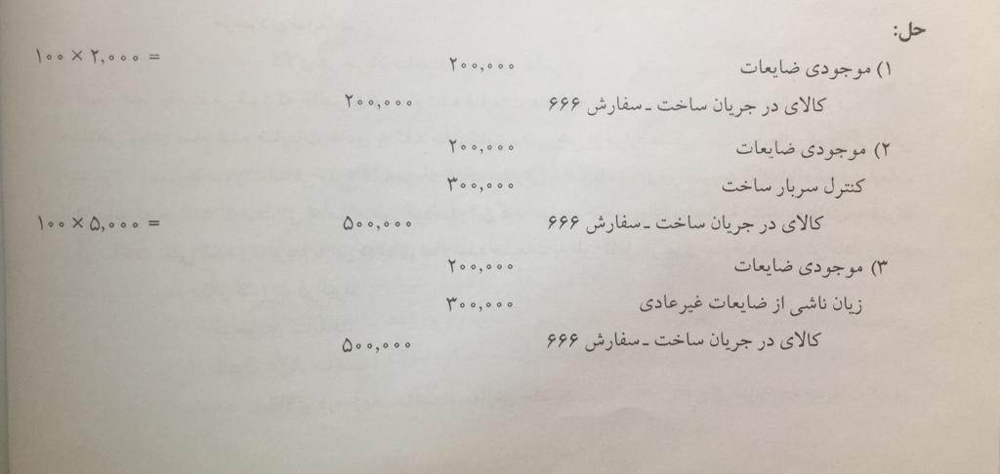 حل:
۱) موجودی ضایعات ۲۰۰,۰۰۰ ۱۰۰ × ۲,۰۰۰ =
کالای در جریان ساخت ـ سفارش ۶۶۶ ۲۰۰,۰۰۰
۲) موجودی ضایعات ۲۰۰,۰۰۰
کنترل سربار ساخت ۳۰۰,۰۰۰
کالای در جریان ساخت ـ سفارش ۶۶۶ ۵۰۰,۰۰۰ ۱۰۰ × ۵,۰۰۰ =
۳) موجودی ضایعات ۲۰۰,۰۰۰
زیان ناشی از ضایعات غیرعادی ۳۰۰,۰۰۰
کالای در جریان ساخت ـ سفارش ۶۶۶ ۵۰۰,۰۰۰